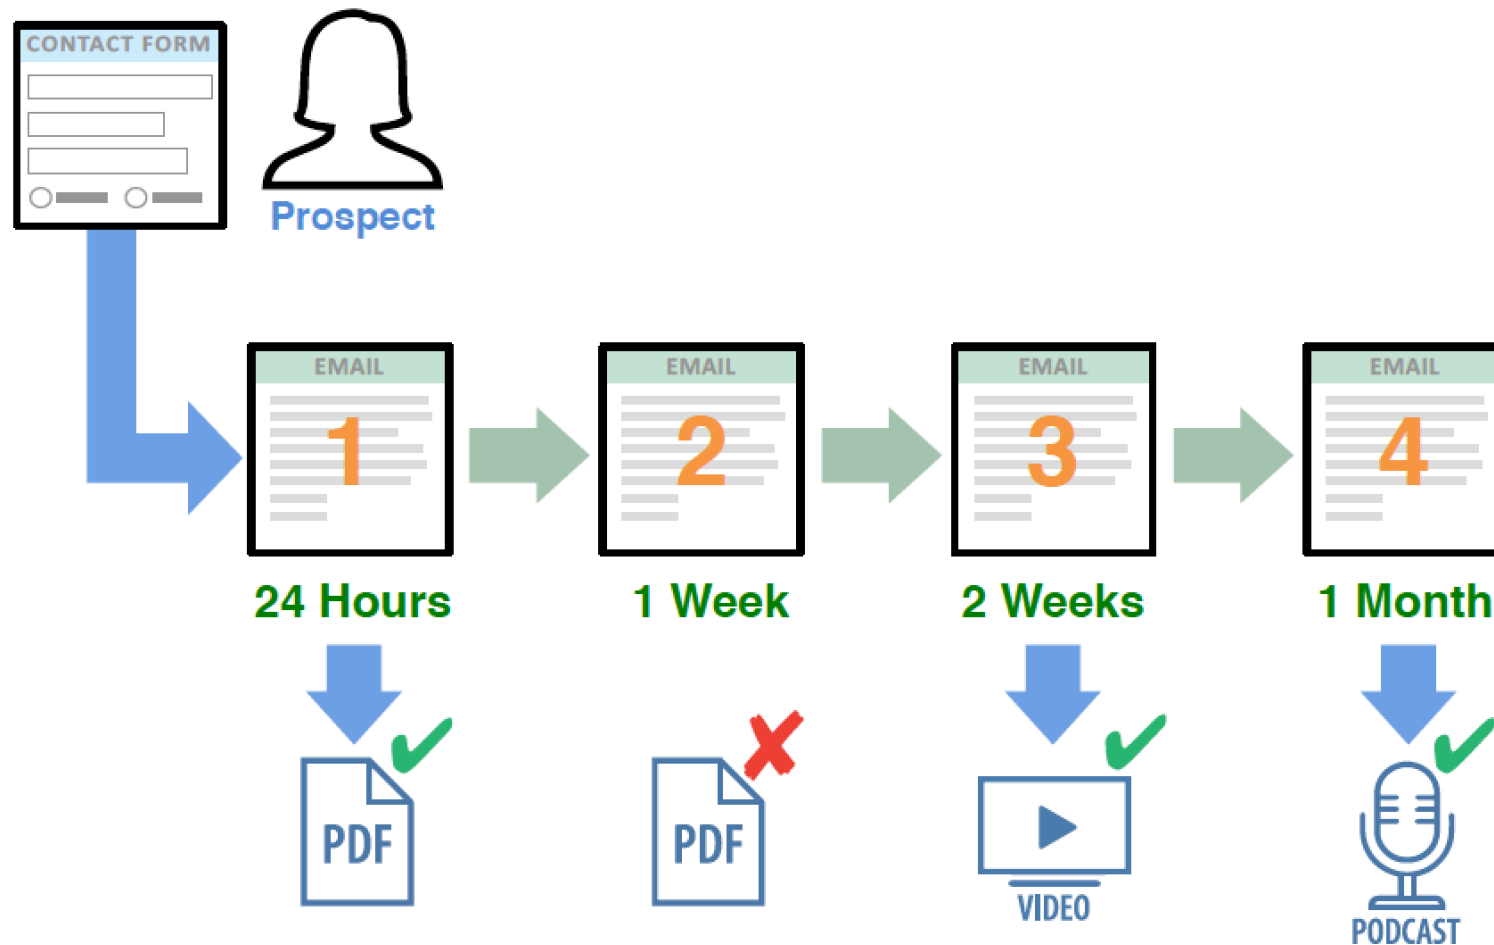 CONTACT FORM
Prospect
EMAIL
1
EMAIL
2
EMAIL
3
EMAIL
4
24 Hours
1 Week
2 Weeks
1 Month
PDF
PDF
VIDEO
PODCAST